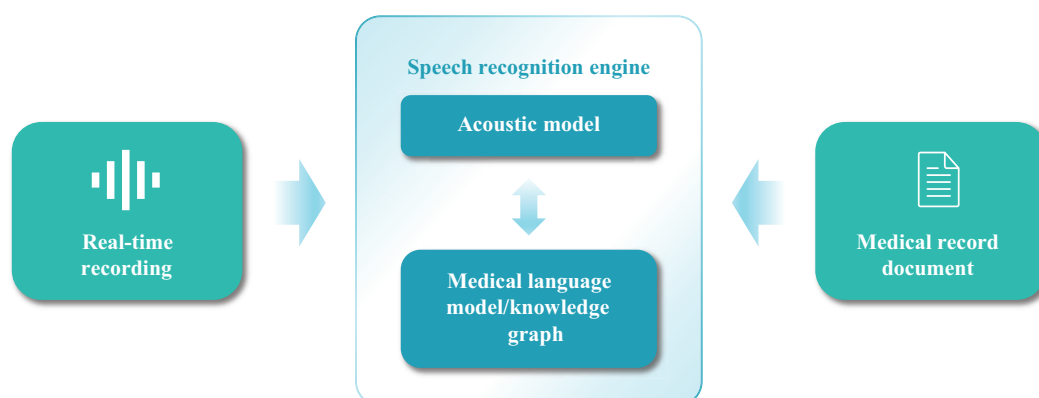 Speech recognition engine
Acoustic model
Real-time
recording
Medical language
model/knowledge
graph
Medical record
document